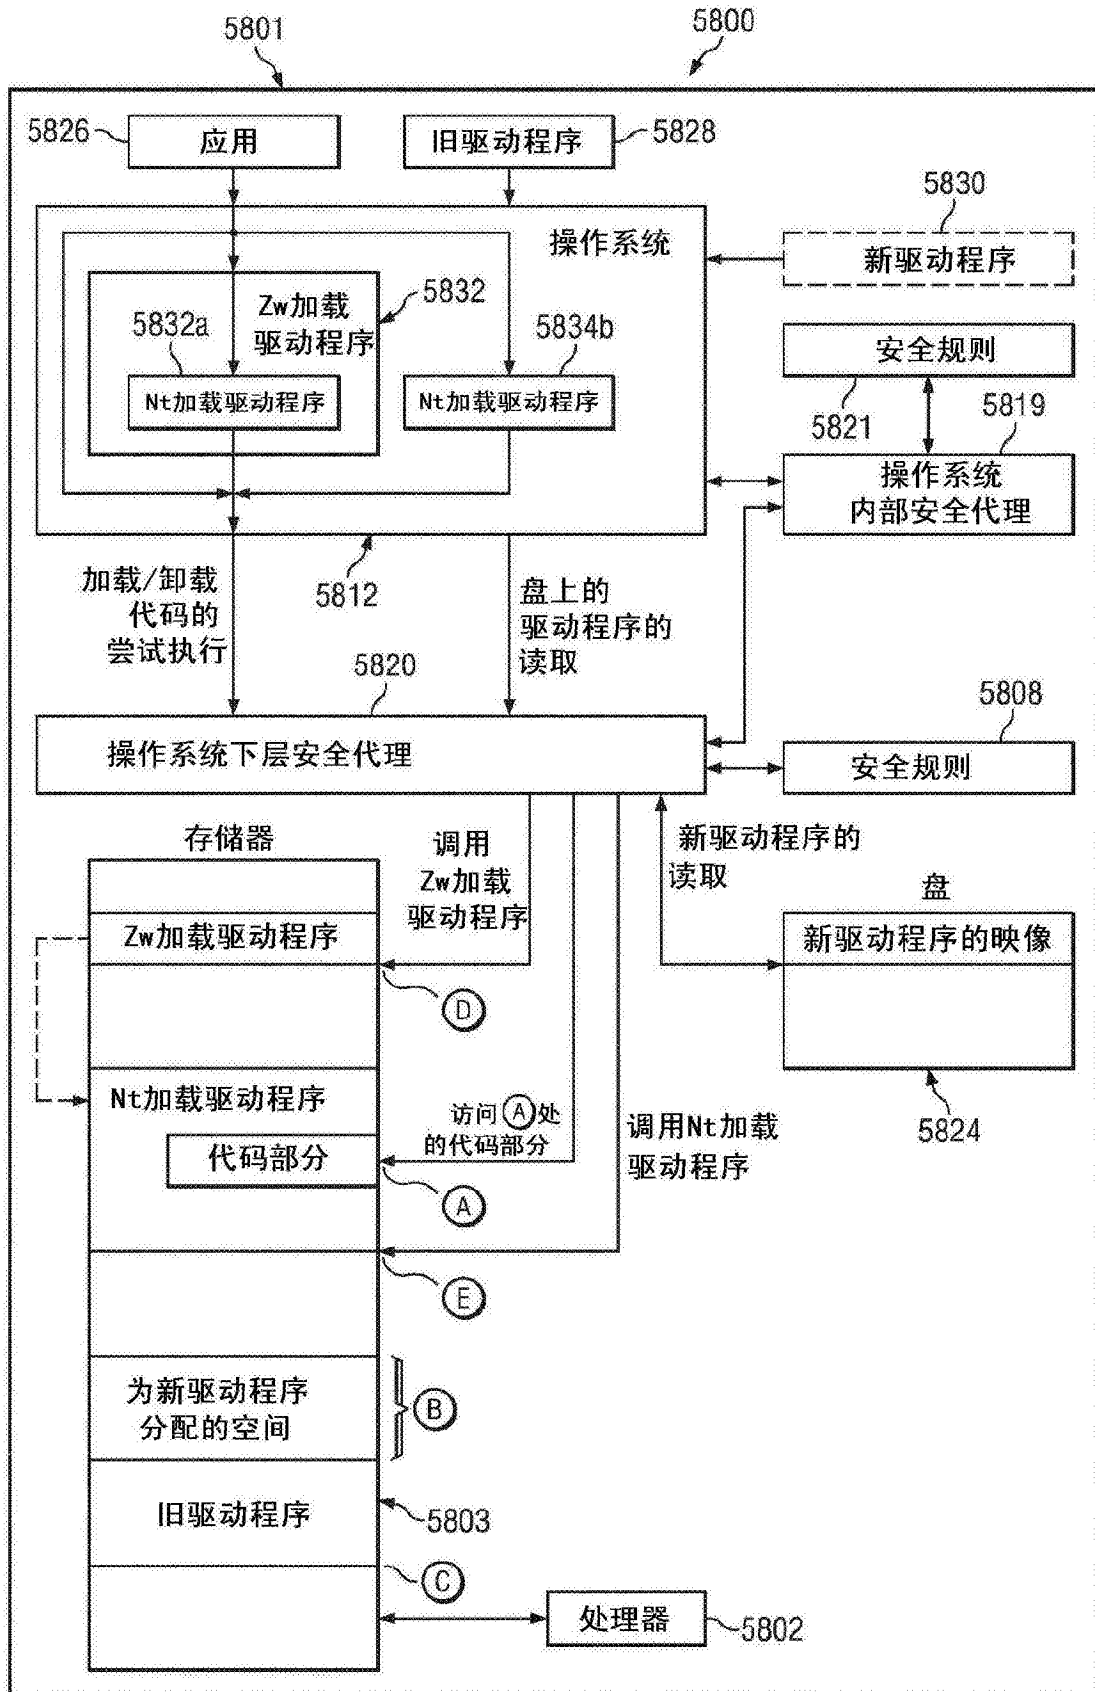 5801
5800
5826
应用
旧驱动程序
5828
5830
新驱动程序
操作系统
Zw加载
驱动程序
5832
5832a
5834b
Nt加载驱动程序
Nt加载驱动程序
安全规则
5821
5819
操作系统
内部安全代理
5812
加载/卸载
代码的
尝试执行
盘上的
驱动程序的
读取
5820
操作系统下层安全代理
5808
安全规则
存储器
调用
Zw加载
驱动程序
新驱动程序的
读取
盘
Zw加载驱动程序
新驱动程序的映像
D
Nt加载驱动程序
访问A处
的代码部分
调用Nt加载
驱动程序
5824
代码部分
A
E
为新驱动程序
分配的空间
B
旧驱动程序
5803
C
处理器
5802